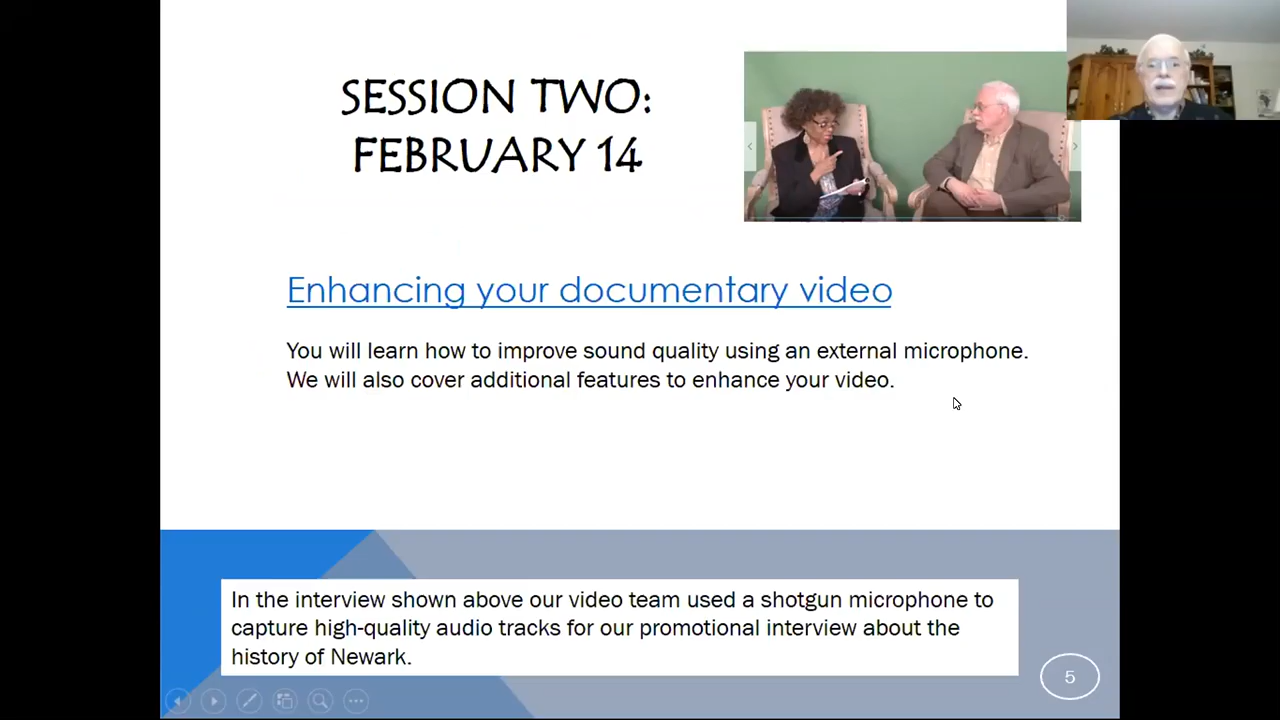 SESSION TWO:
FEBRUARY 14
Enhancing your documentary video
You will learn how to improve sound quality using an external microphone.
We will also cover additional features to enhance your video.
In the interview shown above our video team used a shotgun microphone to
capture high-quality audio tracks for our promotional interview about the
history of Newark.
5